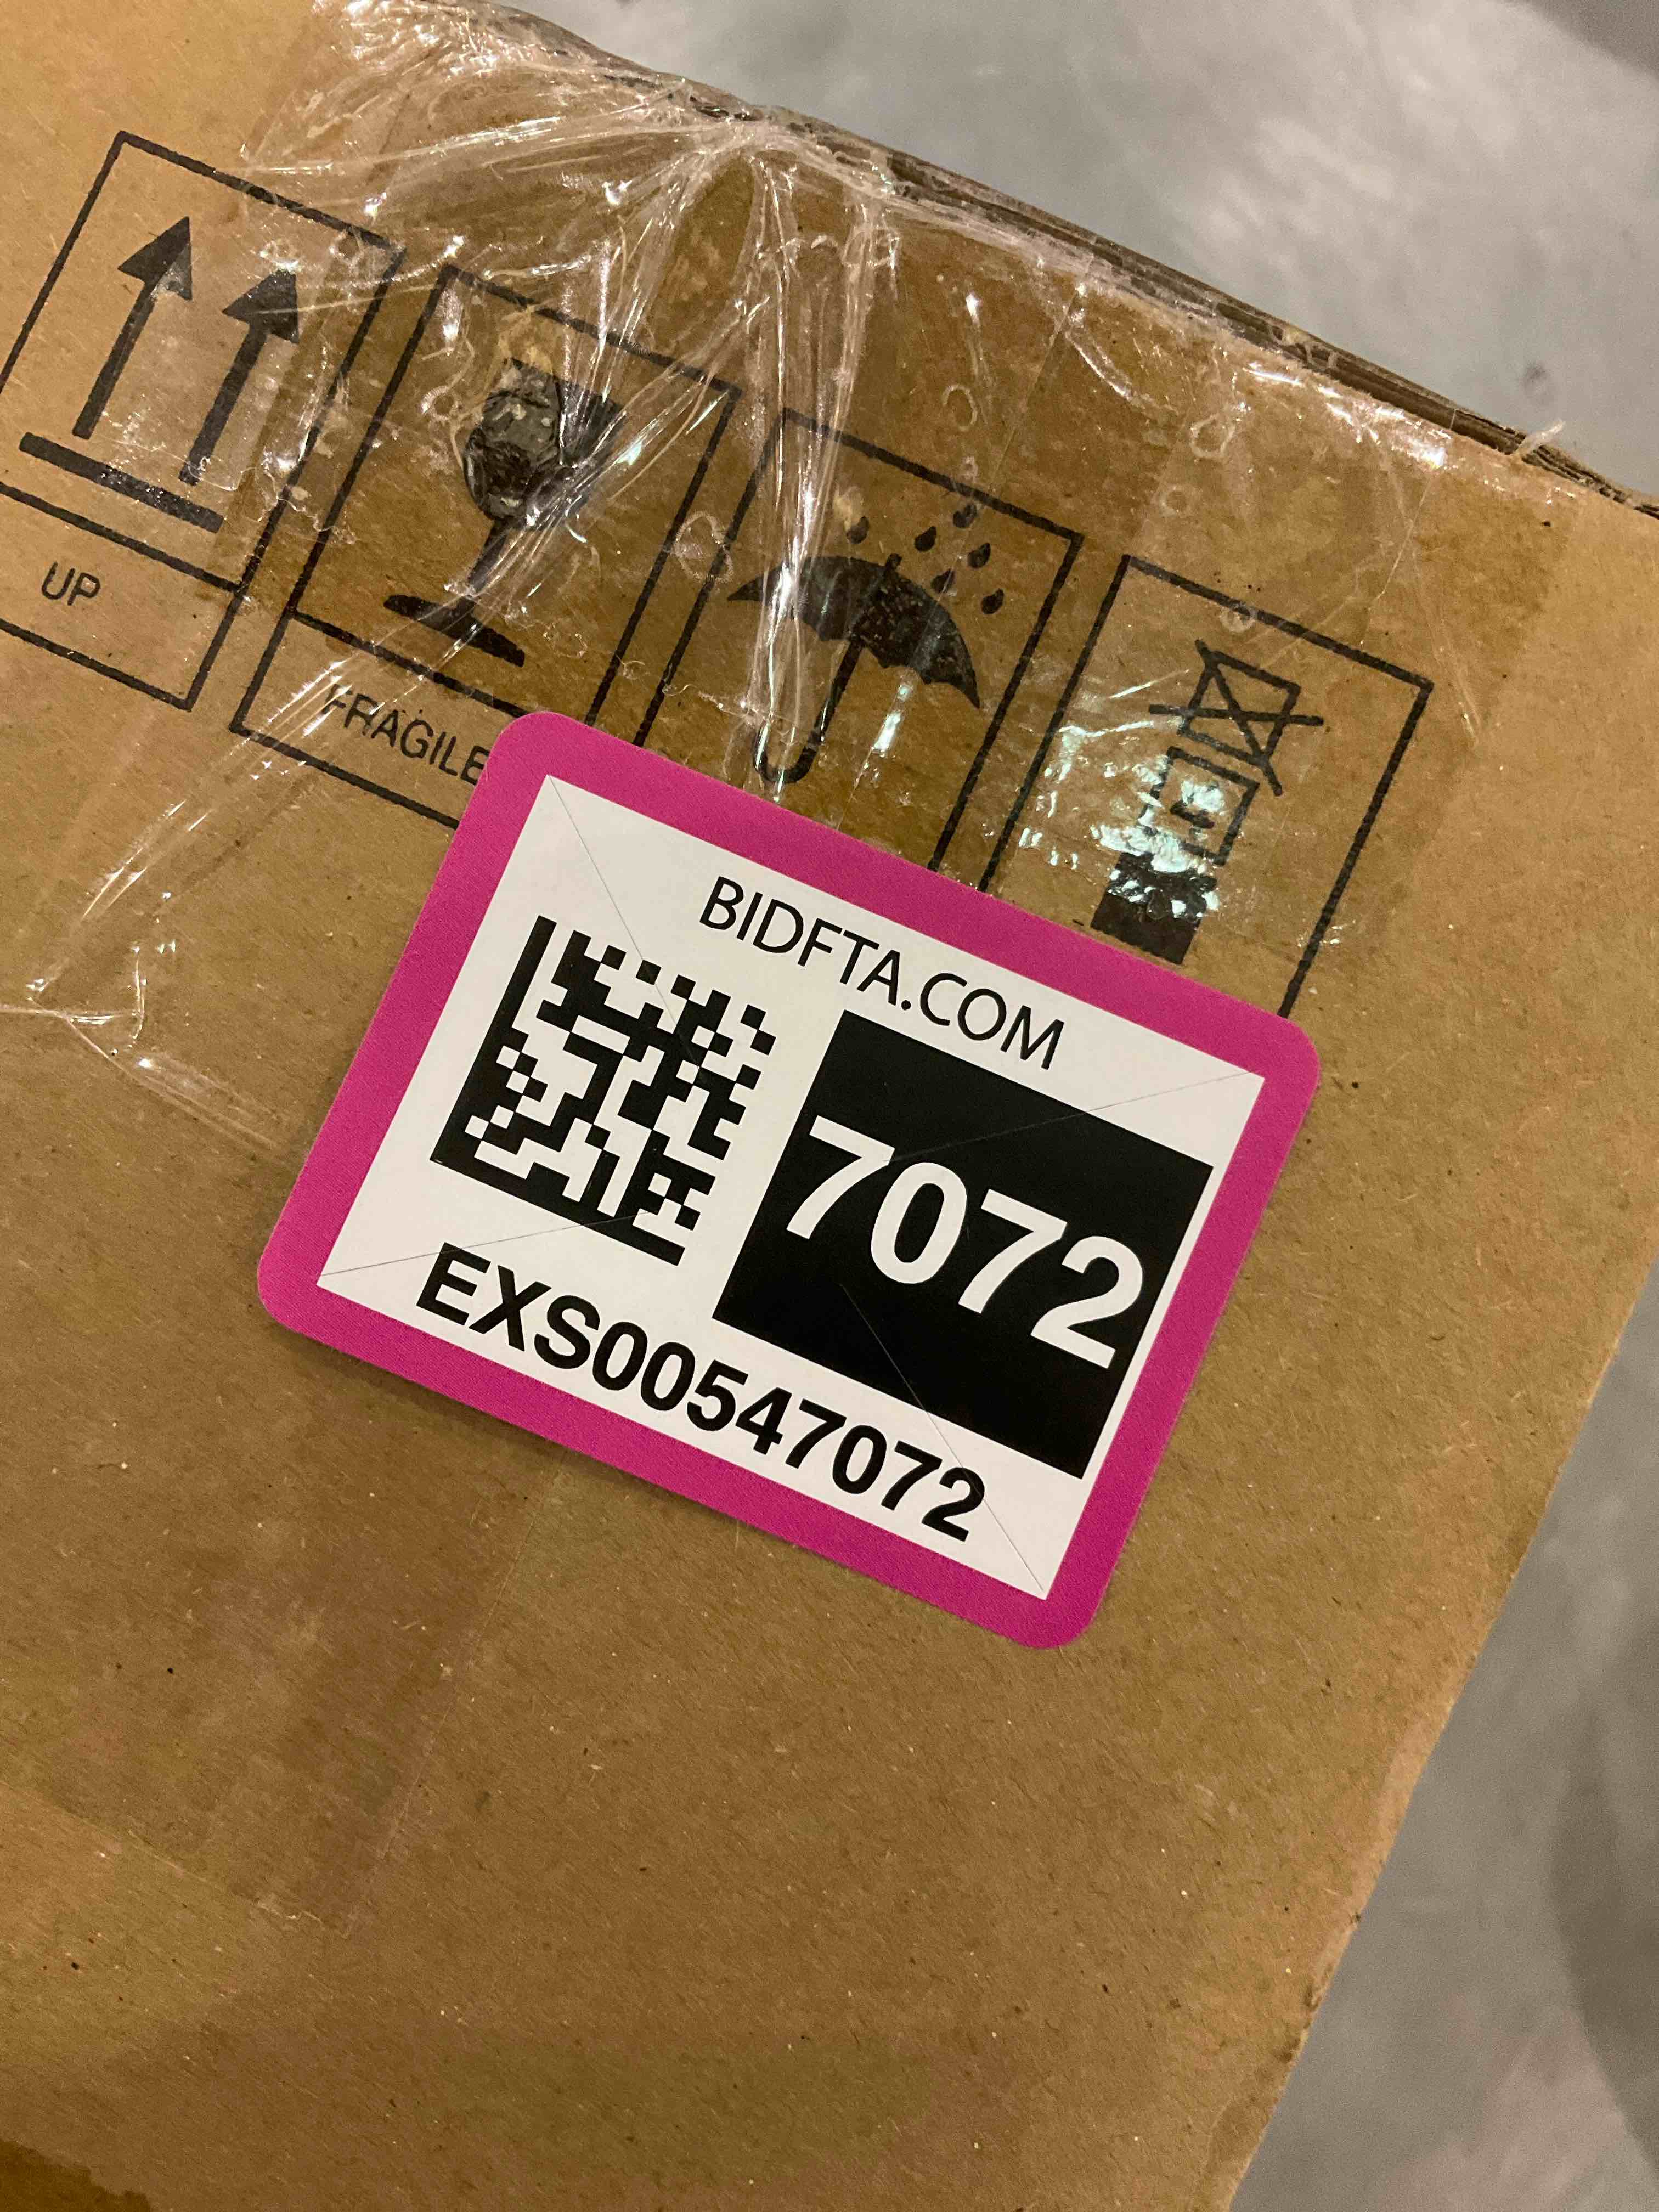 UP
FRAGILE
BIDFTA.COM
7072
EXS00547072